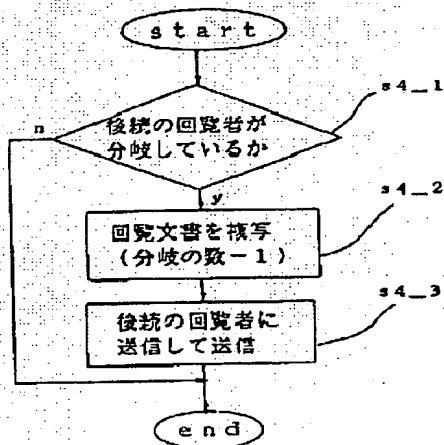 start
s4_1
n
後続の回覧者が
分岐しているか
y
s4_2
回覧文書を複写
(分岐の数-1)
s4_3
後続の回覧者に
送信して送信
end